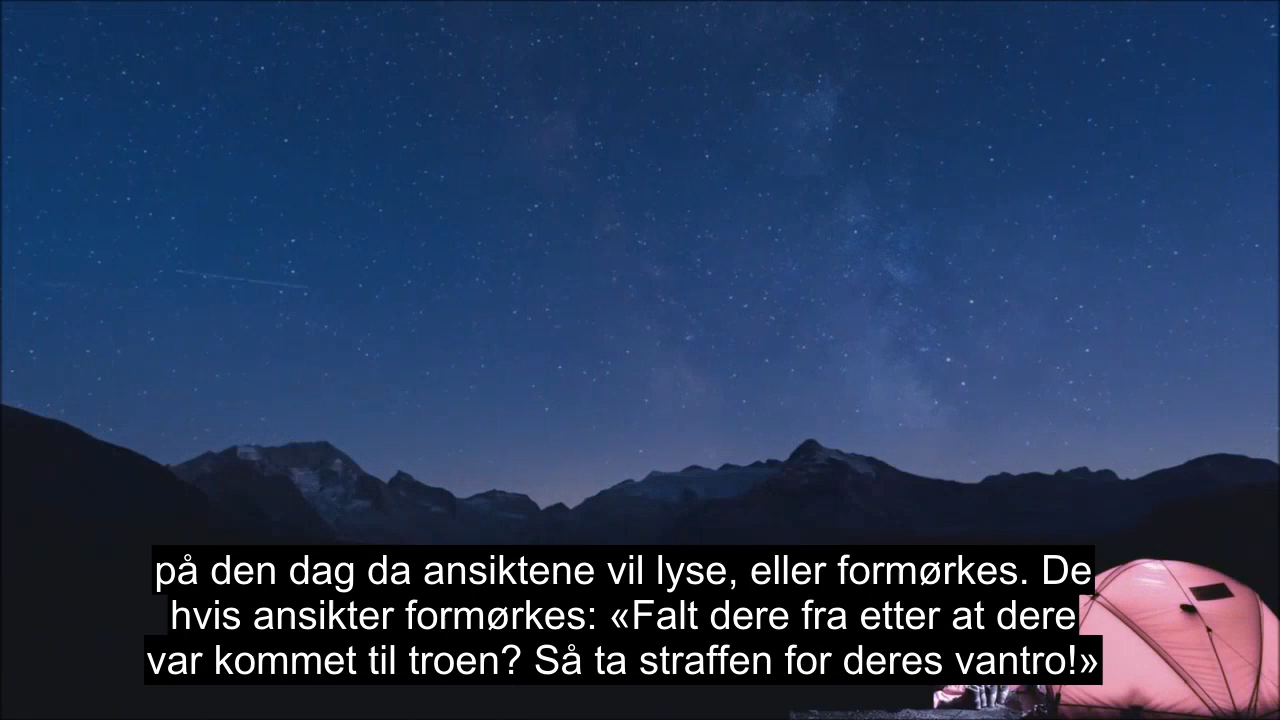 på den dag da ansiktene vil lyse, eller formørkes. De
hvis ansikter formørkes: «Falt dere fra etter at dere
var kommet til troen? Så ta straffen for deres vantro!»